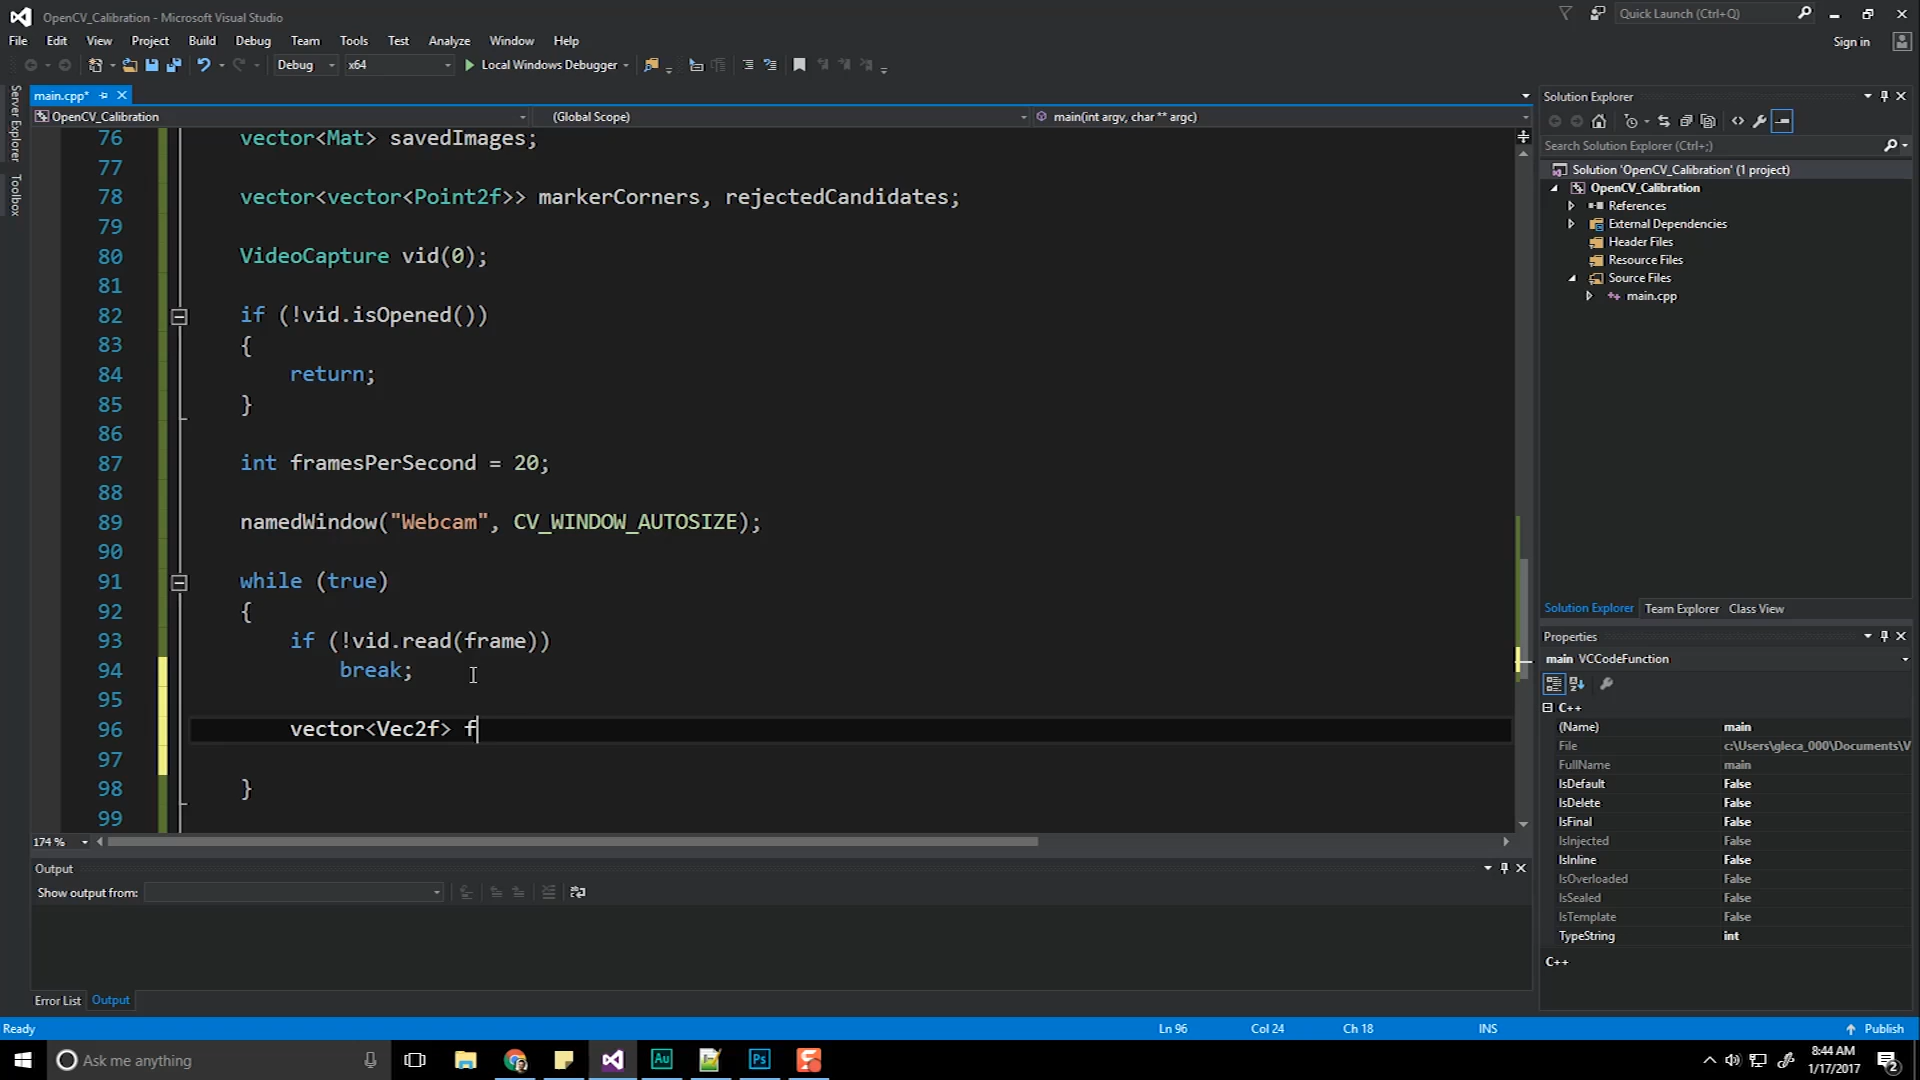 OpenCV_Calibration - Microsoft Visual Studio
Quick Launch (Ctrl+Q)
File Edit View Project Build Debug Team Tools Test Analyze Window Help
Sign in
Debug x64 Local Windows Debugger
Server Explorer
Toolbox
main.cpp*
OpenCV_Calibration (Global Scope) main(int argv, char ** argc)
76 vector<Mat> savedImages;
77
78 vector<vector<Point2f>> markerCorners, rejectedCandidates;
79
80 VideoCapture vid(0);
81
82 if (!vid.isOpened())
83 {
84 return;
85 }
86
87 int framesPerSecond = 20;
88
89 namedWindow("Webcam", CV_WINDOW_AUTOSIZE);
90
91 while (true)
92 {
93 if (!vid.read(frame))
94 break;
95
96 vector<Vec2f> f
97
98 }
99
174 %
Output
Show output from:
Error List Output
Solution Explorer
Search Solution Explorer (Ctrl+;)
Solution 'OpenCV_Calibration' (1 project)
OpenCV_Calibration
References
External Dependencies
Header Files
Resource Files
Source Files
main.cpp
Solution Explorer Team Explorer Class View
Properties
main VCCodeFunction
C++
(Name) main
File c:\Users\gleca_000\Documents\V
FullName main
IsDefault False
IsDelete False
IsFinal False
IsInjected False
IsInline False
IsOverloaded False
IsSealed False
IsTemplate False
TypeString int
C++
Ready Ln 96 Col 24 Ch 18 INS Publish
Ask me anything
Au
Ps
8:44 AM
1/17/2017
2